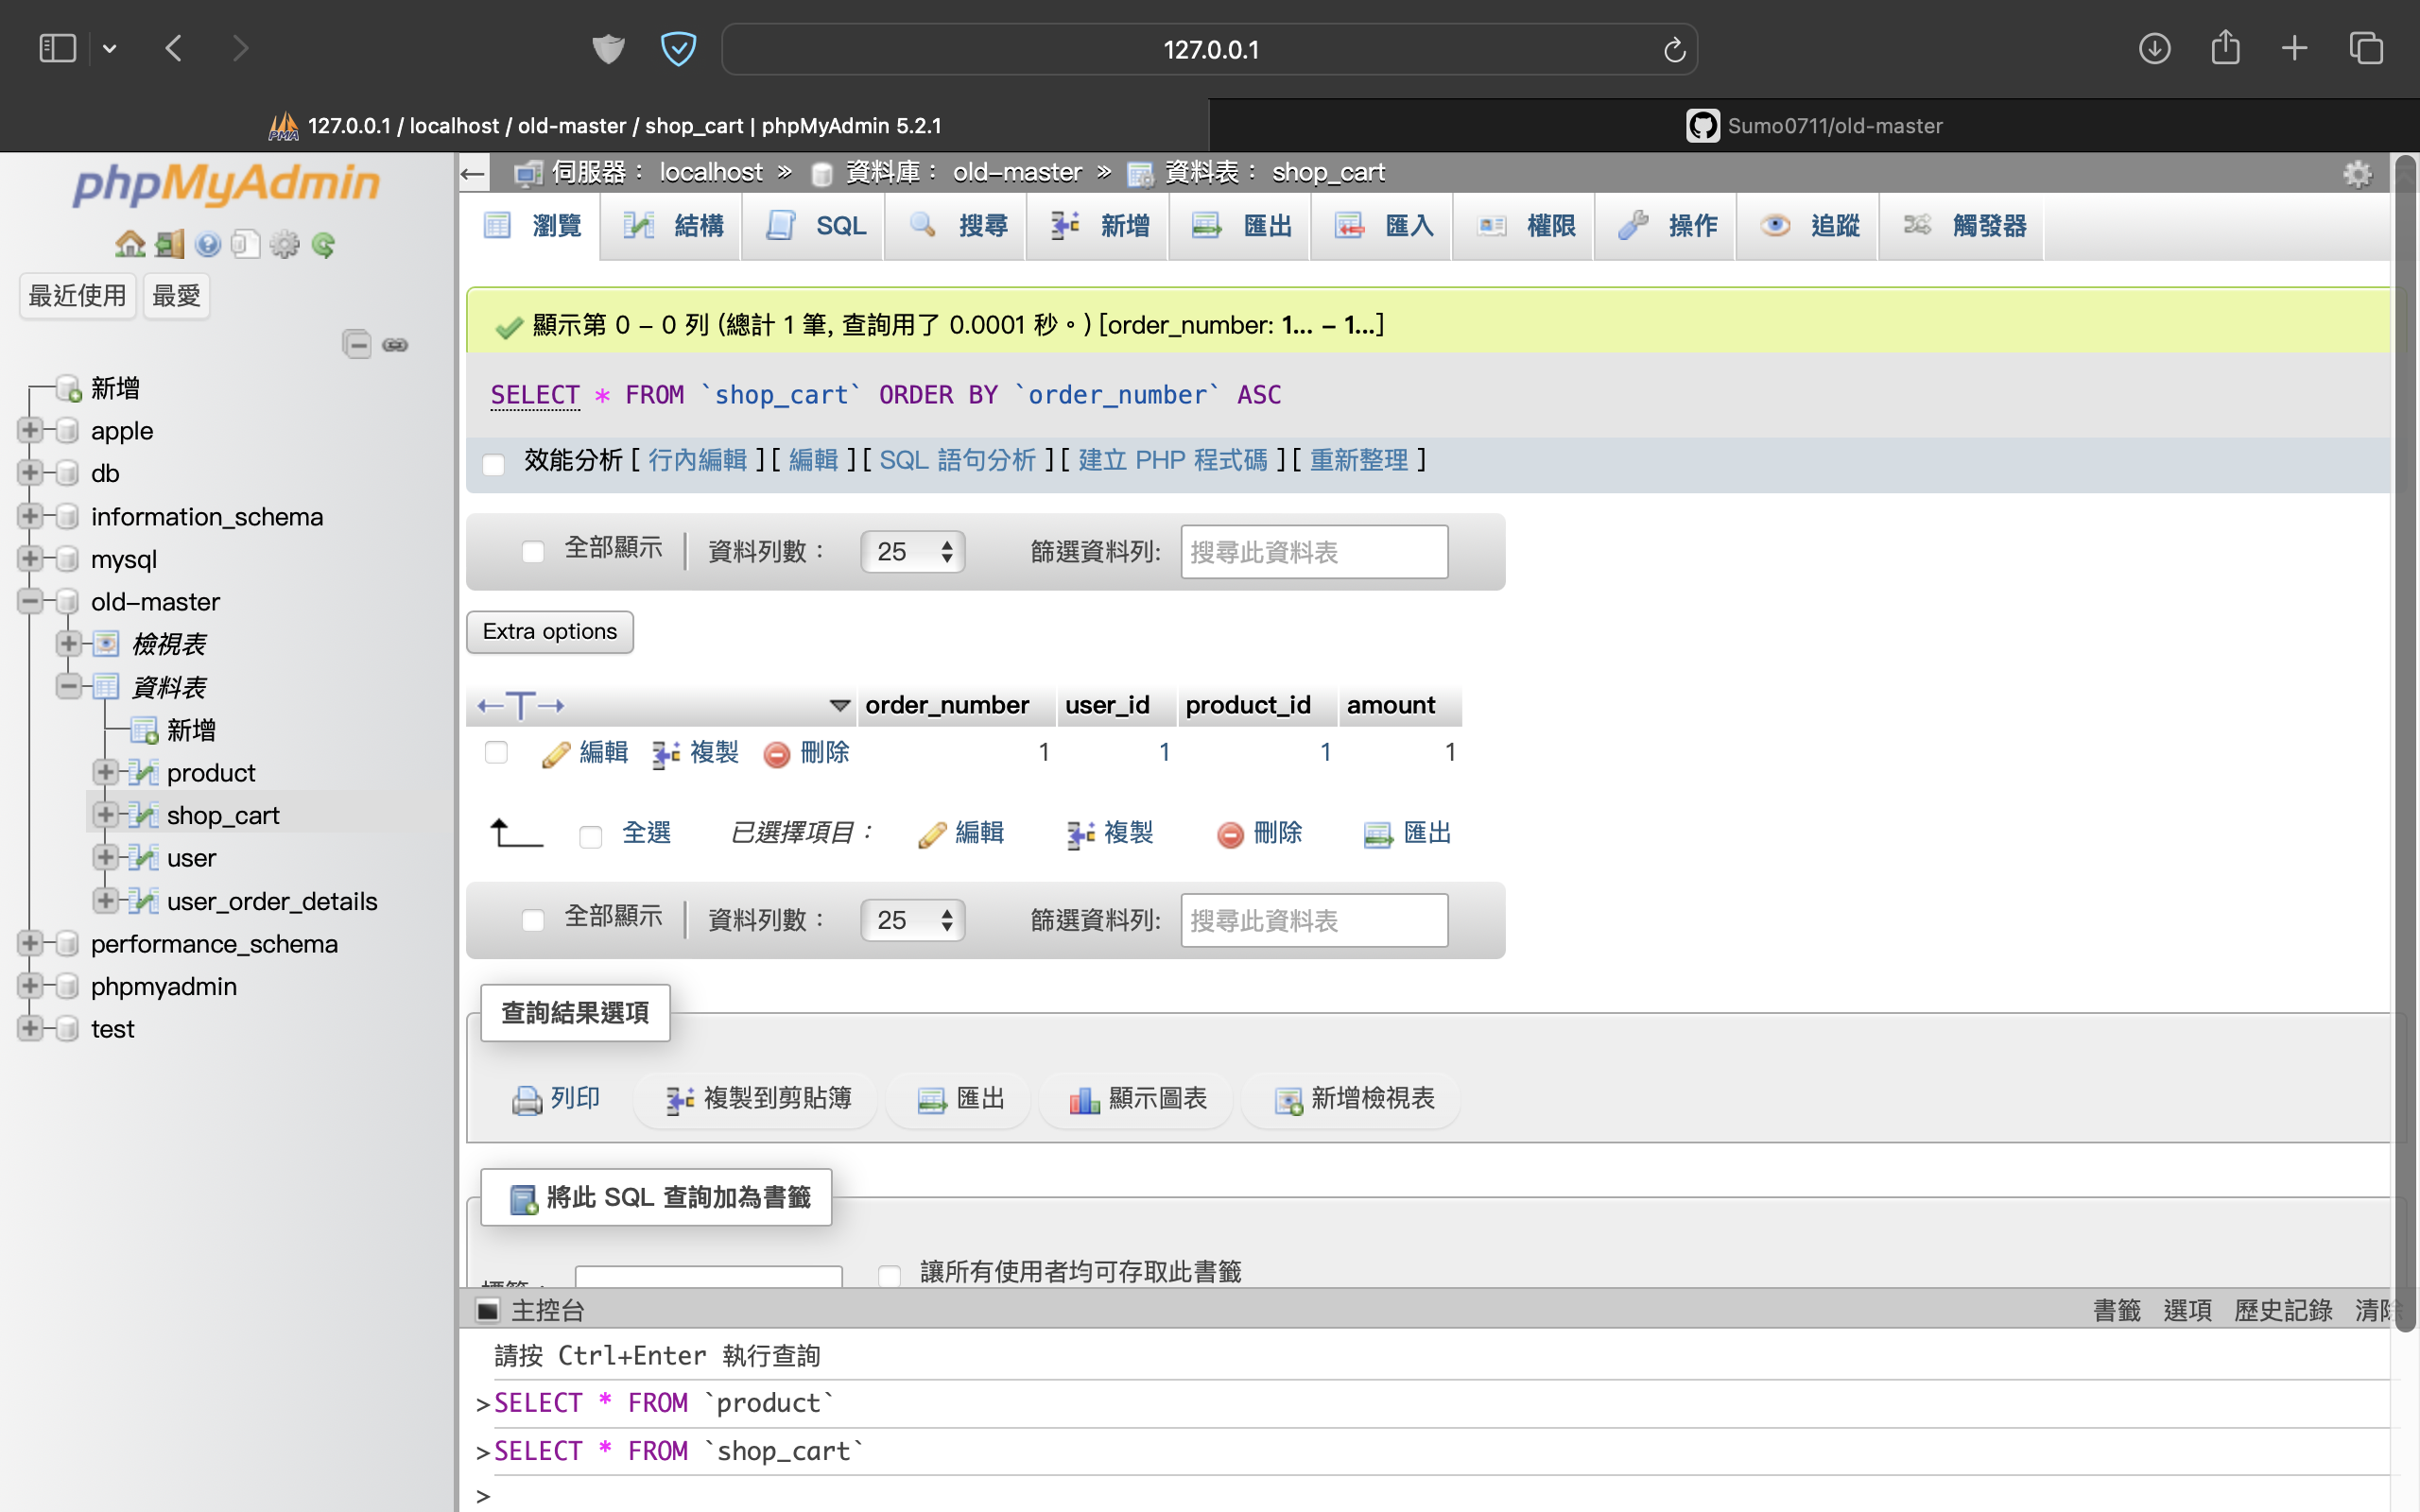 127.0.0.1
127.0.0.1 / localhost / old-master / shop_cart | phpMyAdmin 5.2.1
Sumo0711/old-master
phpMyAdmin
最近使用 最愛
新增
apple
db
information_schema
mysql
old-master
檢視表
資料表
新增
product
shop_cart
user
user_order_details
performance_schema
phpmyadmin
test
伺服器： localhost » 資料庫： old-master » 資料表： shop_cart
瀏覽 結構 SQL 搜尋 新增 匯出 匯入 權限 操作 追蹤 觸發器
顯示第 0 - 0 列 (總計 1 筆, 查詢用了 0.0001 秒。) [order_number: 1... - 1...]
SELECT * FROM `shop_cart` ORDER BY `order_number` ASC
效能分析 [ 行內編輯 ][ 編輯 ][ SQL 語句分析 ][ 建立 PHP 程式碼 ][ 重新整理 ]
全部顯示 資料列數： 25 篩選資料列: 搜尋此資料表
Extra options
←T→ order_number user_id product_id amount
編輯 複製 刪除 1 1 1 1
全選 已選擇項目： 編輯 複製 刪除 匯出
全部顯示 資料列數： 25 篩選資料列: 搜尋此資料表
查詢結果選項
列印 複製到剪貼簿 匯出 顯示圖表 新增檢視表
將此 SQL 查詢加為書籤
標籤： 讓所有使用者均可存取此書籤
主控台 書籤 選項 歷史記錄 清除
請按 Ctrl+Enter 執行查詢
>SELECT * FROM `product`
>SELECT * FROM `shop_cart`
>